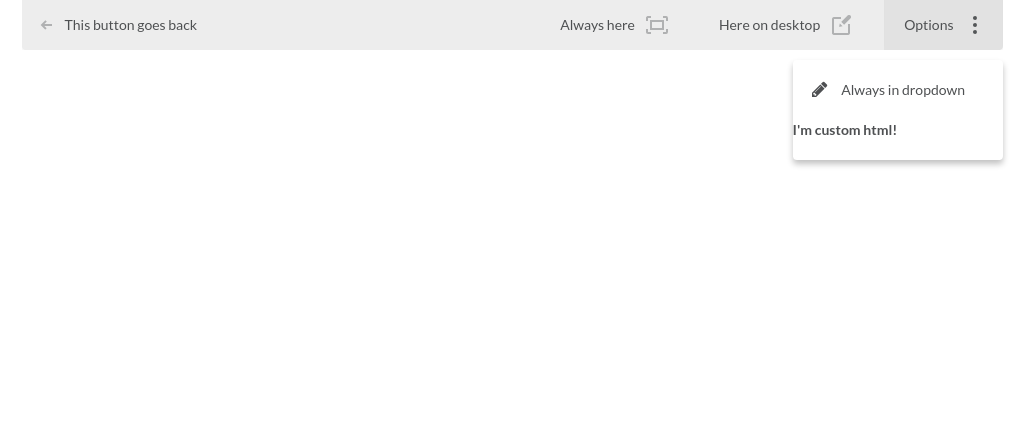 This button goes back
Always here
Here on desktop
Options
Always in dropdown
I'm custom html!